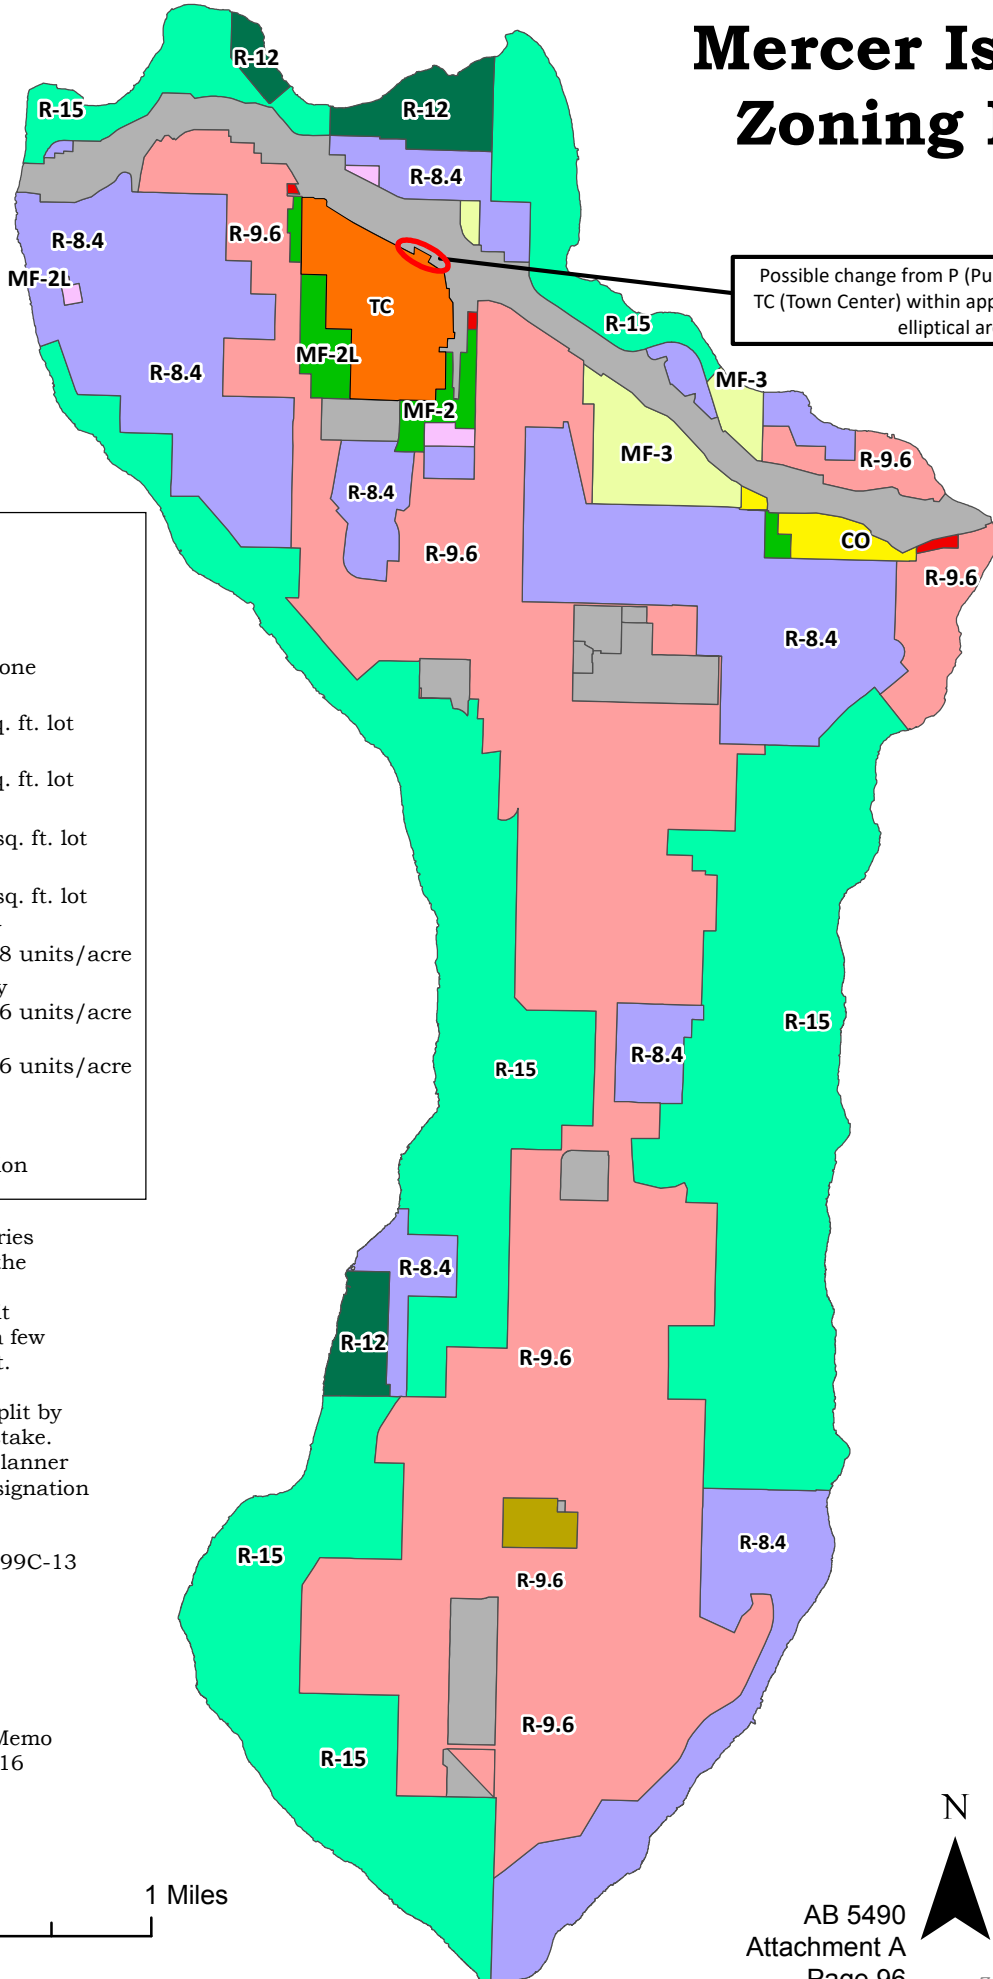 Mercer Is
Zoning
R-12
R-15
R-12
R-8.4
R-8.4
R-9.6
MF-2L
Possible change from P (Pu
TC (Town Center) within app
elliptical ar
TC
R-15
MF-2L
R-8.4
MF-3
MF-2
MF-3
R-9.6
R-8.4
CO
R-9.6
R-9.6
R-8.4
one
q. ft. lot
q. ft. lot
sq. ft. lot
sq. ft. lot
8 units/acre
y
6 units/acre
6 units/acre
ion
R-15
R-8.4
R-15
ries
the
it
a few
t.
plit by
take.
lanner
signation
99C-13
Memo
16
R-8.4
R-12
R-9.6
R-8.4
R-15
R-9.6
R-9.6
R-15
1 Miles
N
AB 5490
Attachment A
Page 96